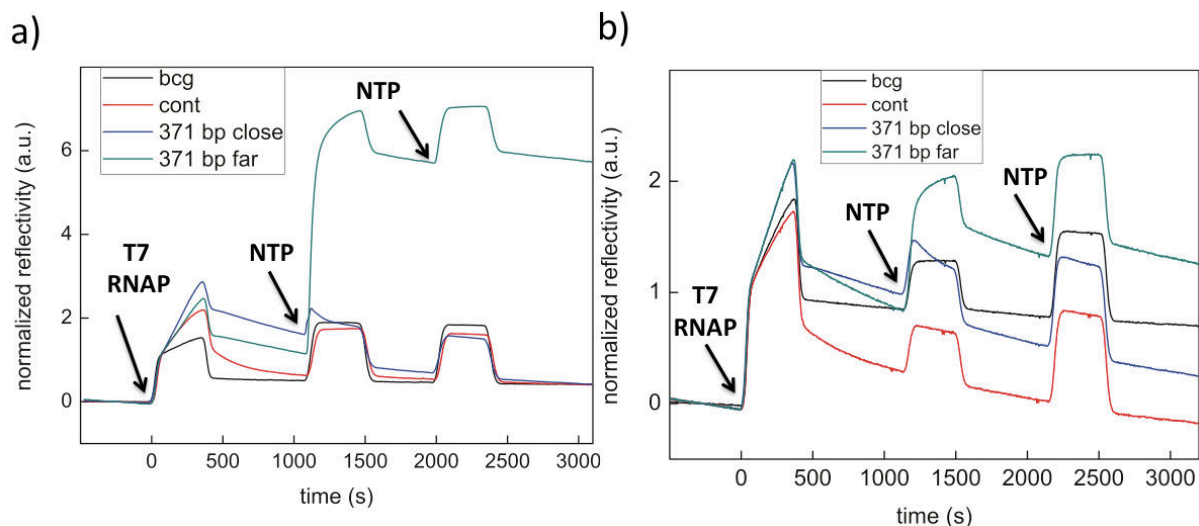 a)
bcg
cont
371 bp close
371 bp far
NTP
T7
RNAP
NTP
normalized reflectivity (a.u.)
6
4
2
0
0 500 1000 1500 2000 2500 3000
time (s)
b)
bcg
cont
371 bp close
371 bp far
NTP
NTP
T7
RNAP
normalized reflectivity (a.u.)
2
1
0
0 500 1000 1500 2000 2500 3000
time (s)